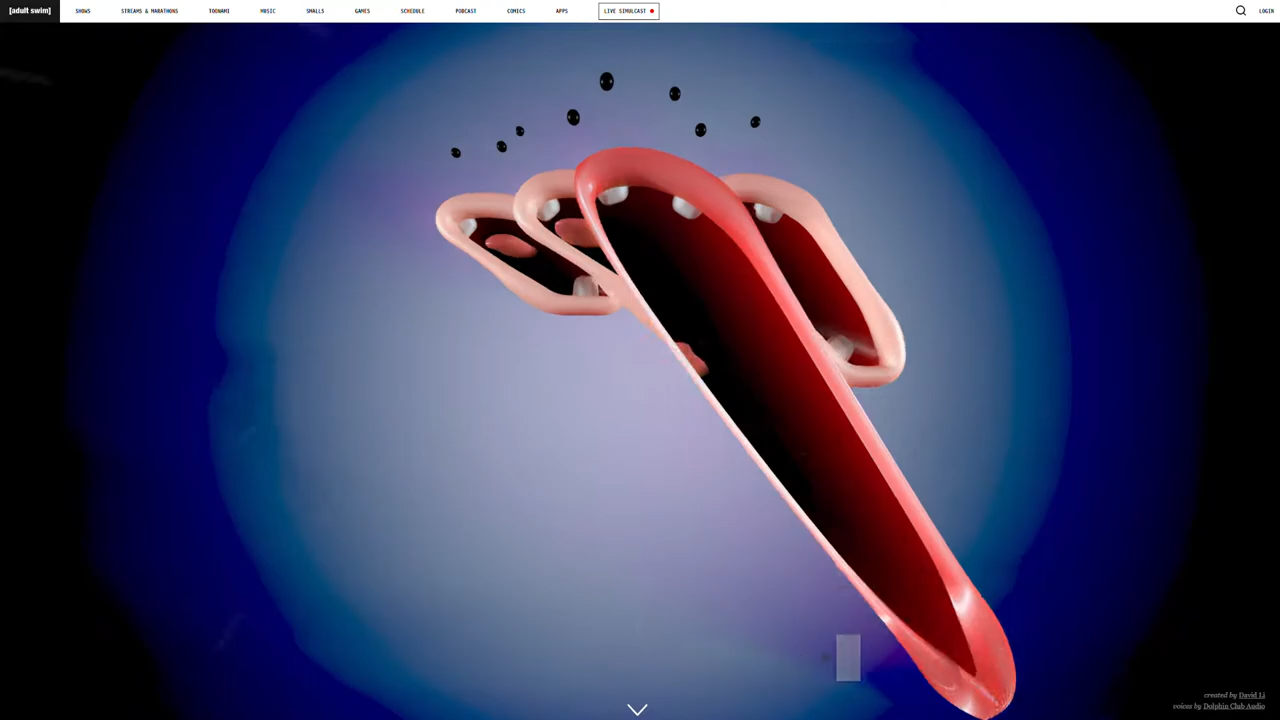 [adult swim] SHOWS STREAMS & MARATHONS TOONAMI MUSIC SMALLS GAMES SCHEDULE PODCAST COMICS APPS LIVE SIMULCAST LOGIN
created by David Li
voices by Dolphin Club Audio